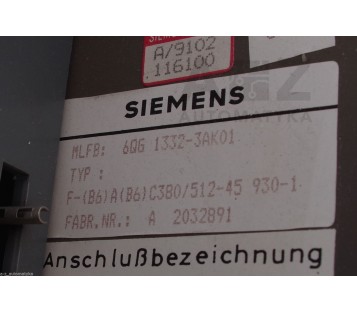 A/9102
116100
SIEMENS
MLFB: 6QG 1332-3AK01
TYP :
F-(B6)A(B6)C380/512-45 930-1
FABR.NR.: A 2032891
Anschlußbezeichnung